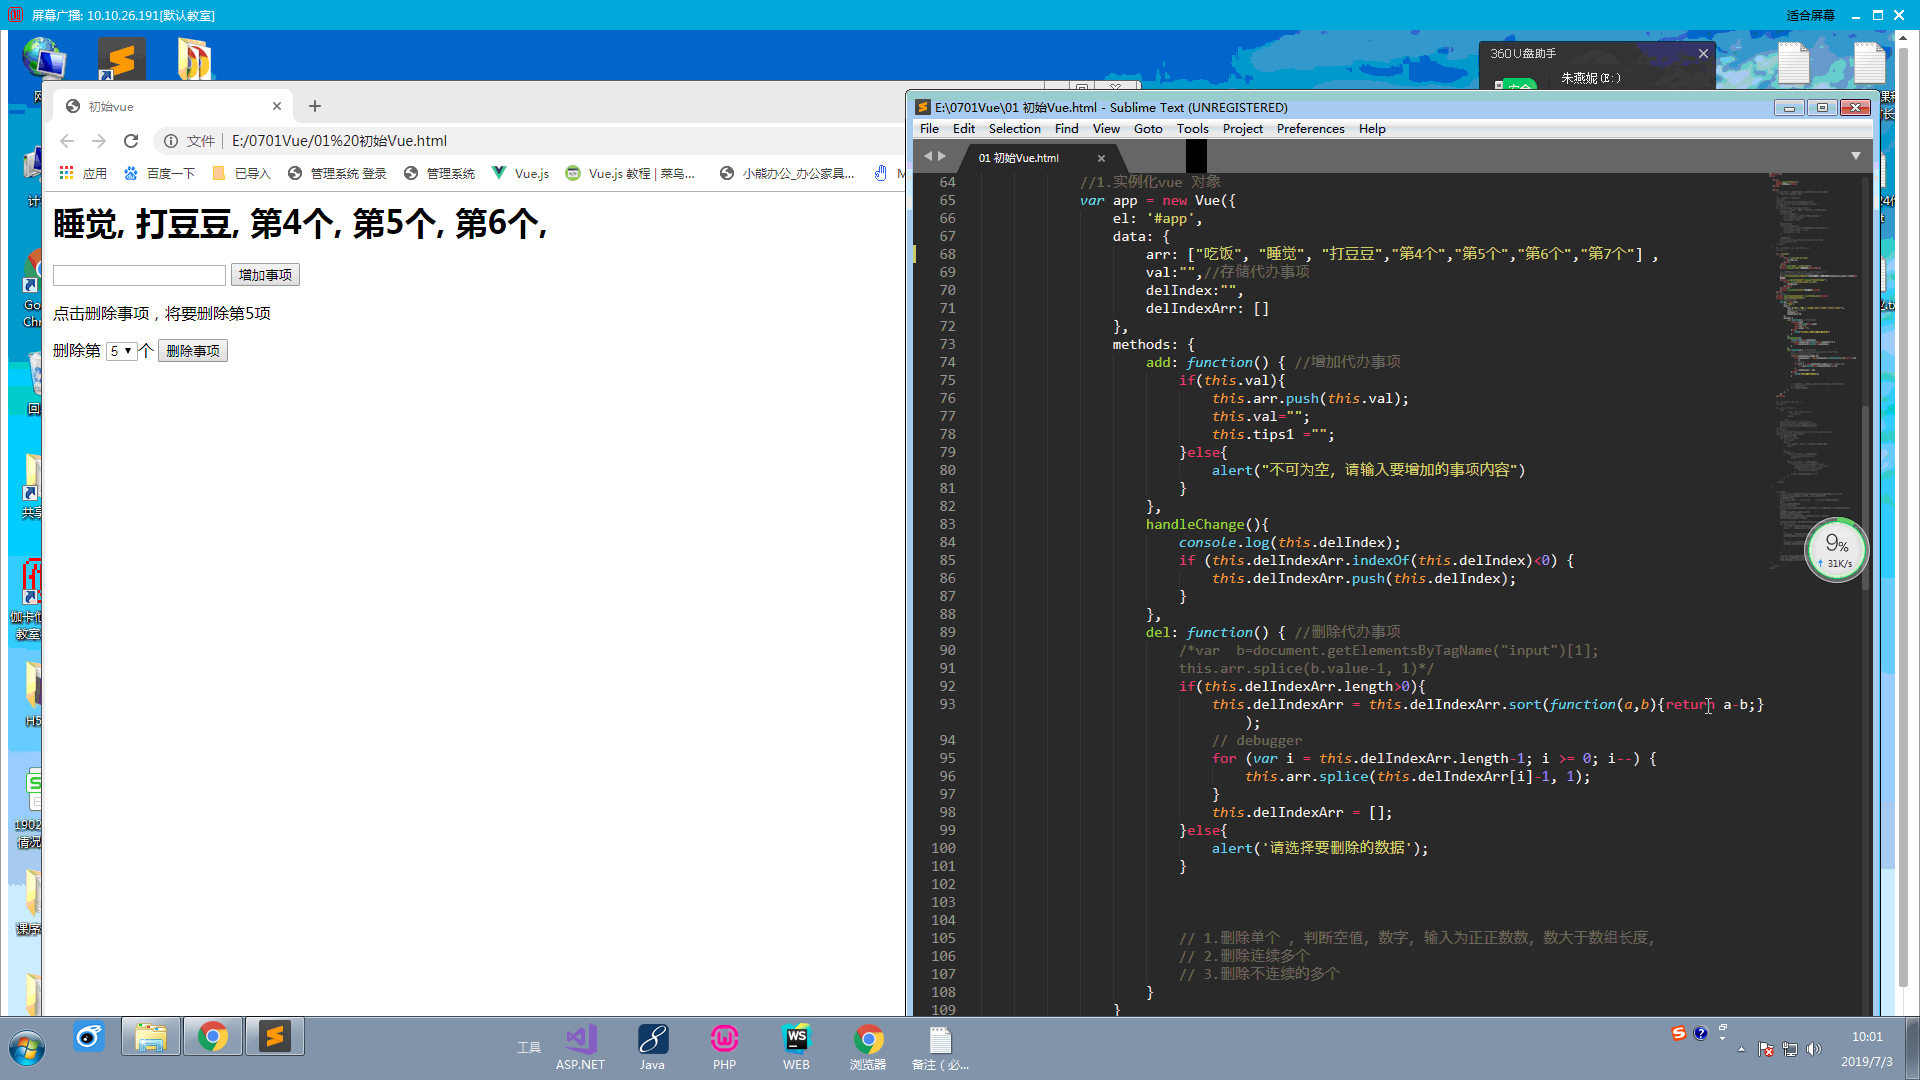 屏幕广播: 10.10.26.191[默认教室]
适合屏幕
360 U盘助手
朱燕妮(E:)
安全
初始vue
文件 E:/0701Vue/01%20初始Vue.html
应用 百度一下 已导入 管理系统 登录 管理系统 Vue.js Vue.js 教程 | 菜鸟... 小熊办公_办公家具...
睡觉, 打豆豆, 第4个, 第5个, 第6个,
增加事项
点击删除事项，将要删除第5项
删除第 5 个 删除事项
E:\0701Vue\01 初始Vue.html - Sublime Text (UNREGISTERED)
File Edit Selection Find View Goto Tools Project Preferences Help
01 初始Vue.html
64 //1.实例化vue 对象
65 var app = new Vue({
66 el: '#app',
67 data: {
68 arr: ["吃饭", "睡觉", "打豆豆","第4个","第5个","第6个","第7个"] ,
69 val:"",//存储代办事项
70 delIndex:"",
71 delIndexArr: []
72 },
73 methods: {
74 add: function() { //增加代办事项
75 if(this.val){
76 this.arr.push(this.val);
77 this.val="";
78 this.tips1 ="";
79 }else{
80 alert("不可为空, 请输入要增加的事项内容")
81 }
82 },
83 handleChange(){
84 console.log(this.delIndex);
85 if (this.delIndexArr.indexOf(this.delIndex)<0) {
86 this.delIndexArr.push(this.delIndex);
87 }
88 },
89 del: function() { //删除代办事项
90 /*var  b=document.getElementsByTagName("input")[1];
91 this.arr.splice(b.value-1, 1)*/
92 if(this.delIndexArr.length>0){
93 this.delIndexArr = this.delIndexArr.sort(function(a,b){return a-b;}
);
94 // debugger
95 for (var i = this.delIndexArr.length-1; i >= 0; i--) {
96 this.arr.splice(this.delIndexArr[i]-1, 1);
97 }
98 this.delIndexArr = [];
99 }else{
100 alert('请选择要删除的数据');
101 }
102
103
104
105 // 1.删除单个 , 判断空值, 数字, 输入为正正数数, 数大于数组长度,
106 // 2.删除连续多个
107 // 3.删除不连续的多个
108 }
109 }
9%
31K/s
工具
ASP.NET
Java
PHP
WEB
浏览器
备注（必...
10:01
2019/7/3